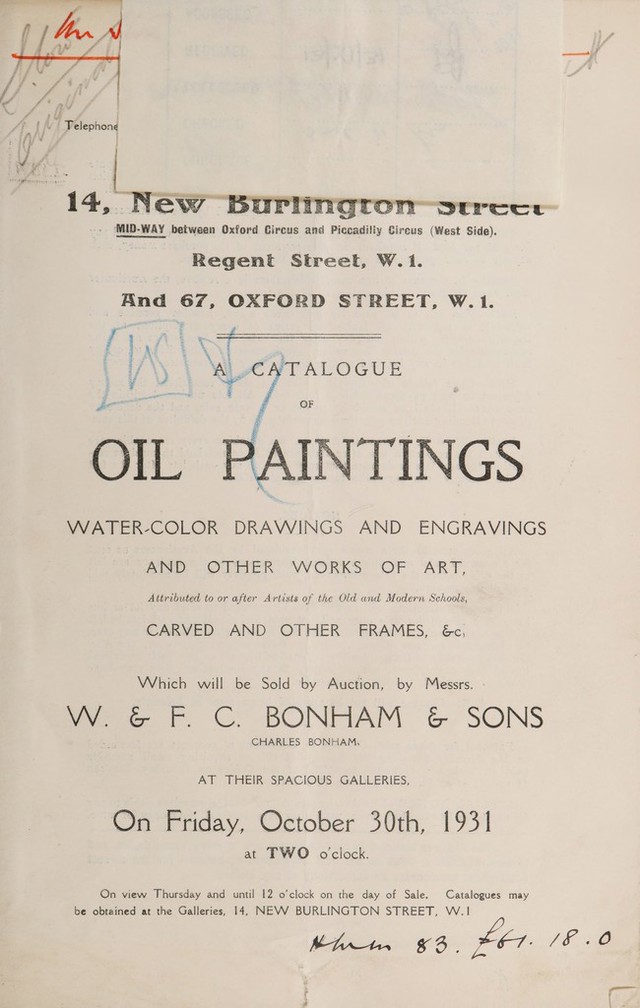 Original
Telephone
14, New Burlington Street
MID-WAY between Oxford Circus and Piccadilly Circus (West Side).
Regent Street, W. 1.
And 67, OXFORD STREET, W. 1.
A CATALOGUE
OF
OIL PAINTINGS
WATER-COLOR DRAWINGS AND ENGRAVINGS
AND OTHER WORKS OF ART,
Attributed to or after Artists of the Old and Modern Schools,
CARVED AND OTHER FRAMES, &c,
Which will be Sold by Auction, by Messrs.
W. & F. C. BONHAM & SONS
CHARLES BONHAM.
AT THEIR SPACIOUS GALLERIES,
On Friday, October 30th, 1931
at TWO o'clock.
On view Thursday and until 12 o'clock on the day of Sale. Catalogues may
be obtained at the Galleries, 14, NEW BURLINGTON STREET, W.1
83. £61. 18. 0